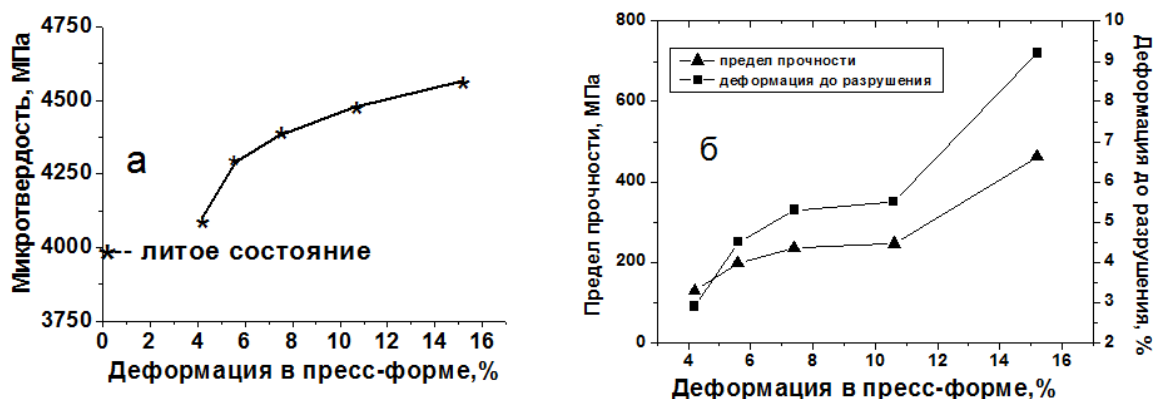 4750
4500
4250
4000
3750
Микротвердость, МПа
а
*-- литое состояние
0 2 4 6 8 10 12 14 16
Деформация в пресс-форме,%
800
600
400
200
0
Предел прочности, МПа
предел прочности
деформация до разрушения
б
10
9
8
7
6
5
4
3
2
Деформация до разрушения, %
4 6 8 10 12 14 16
Деформация в пресс-форме,%